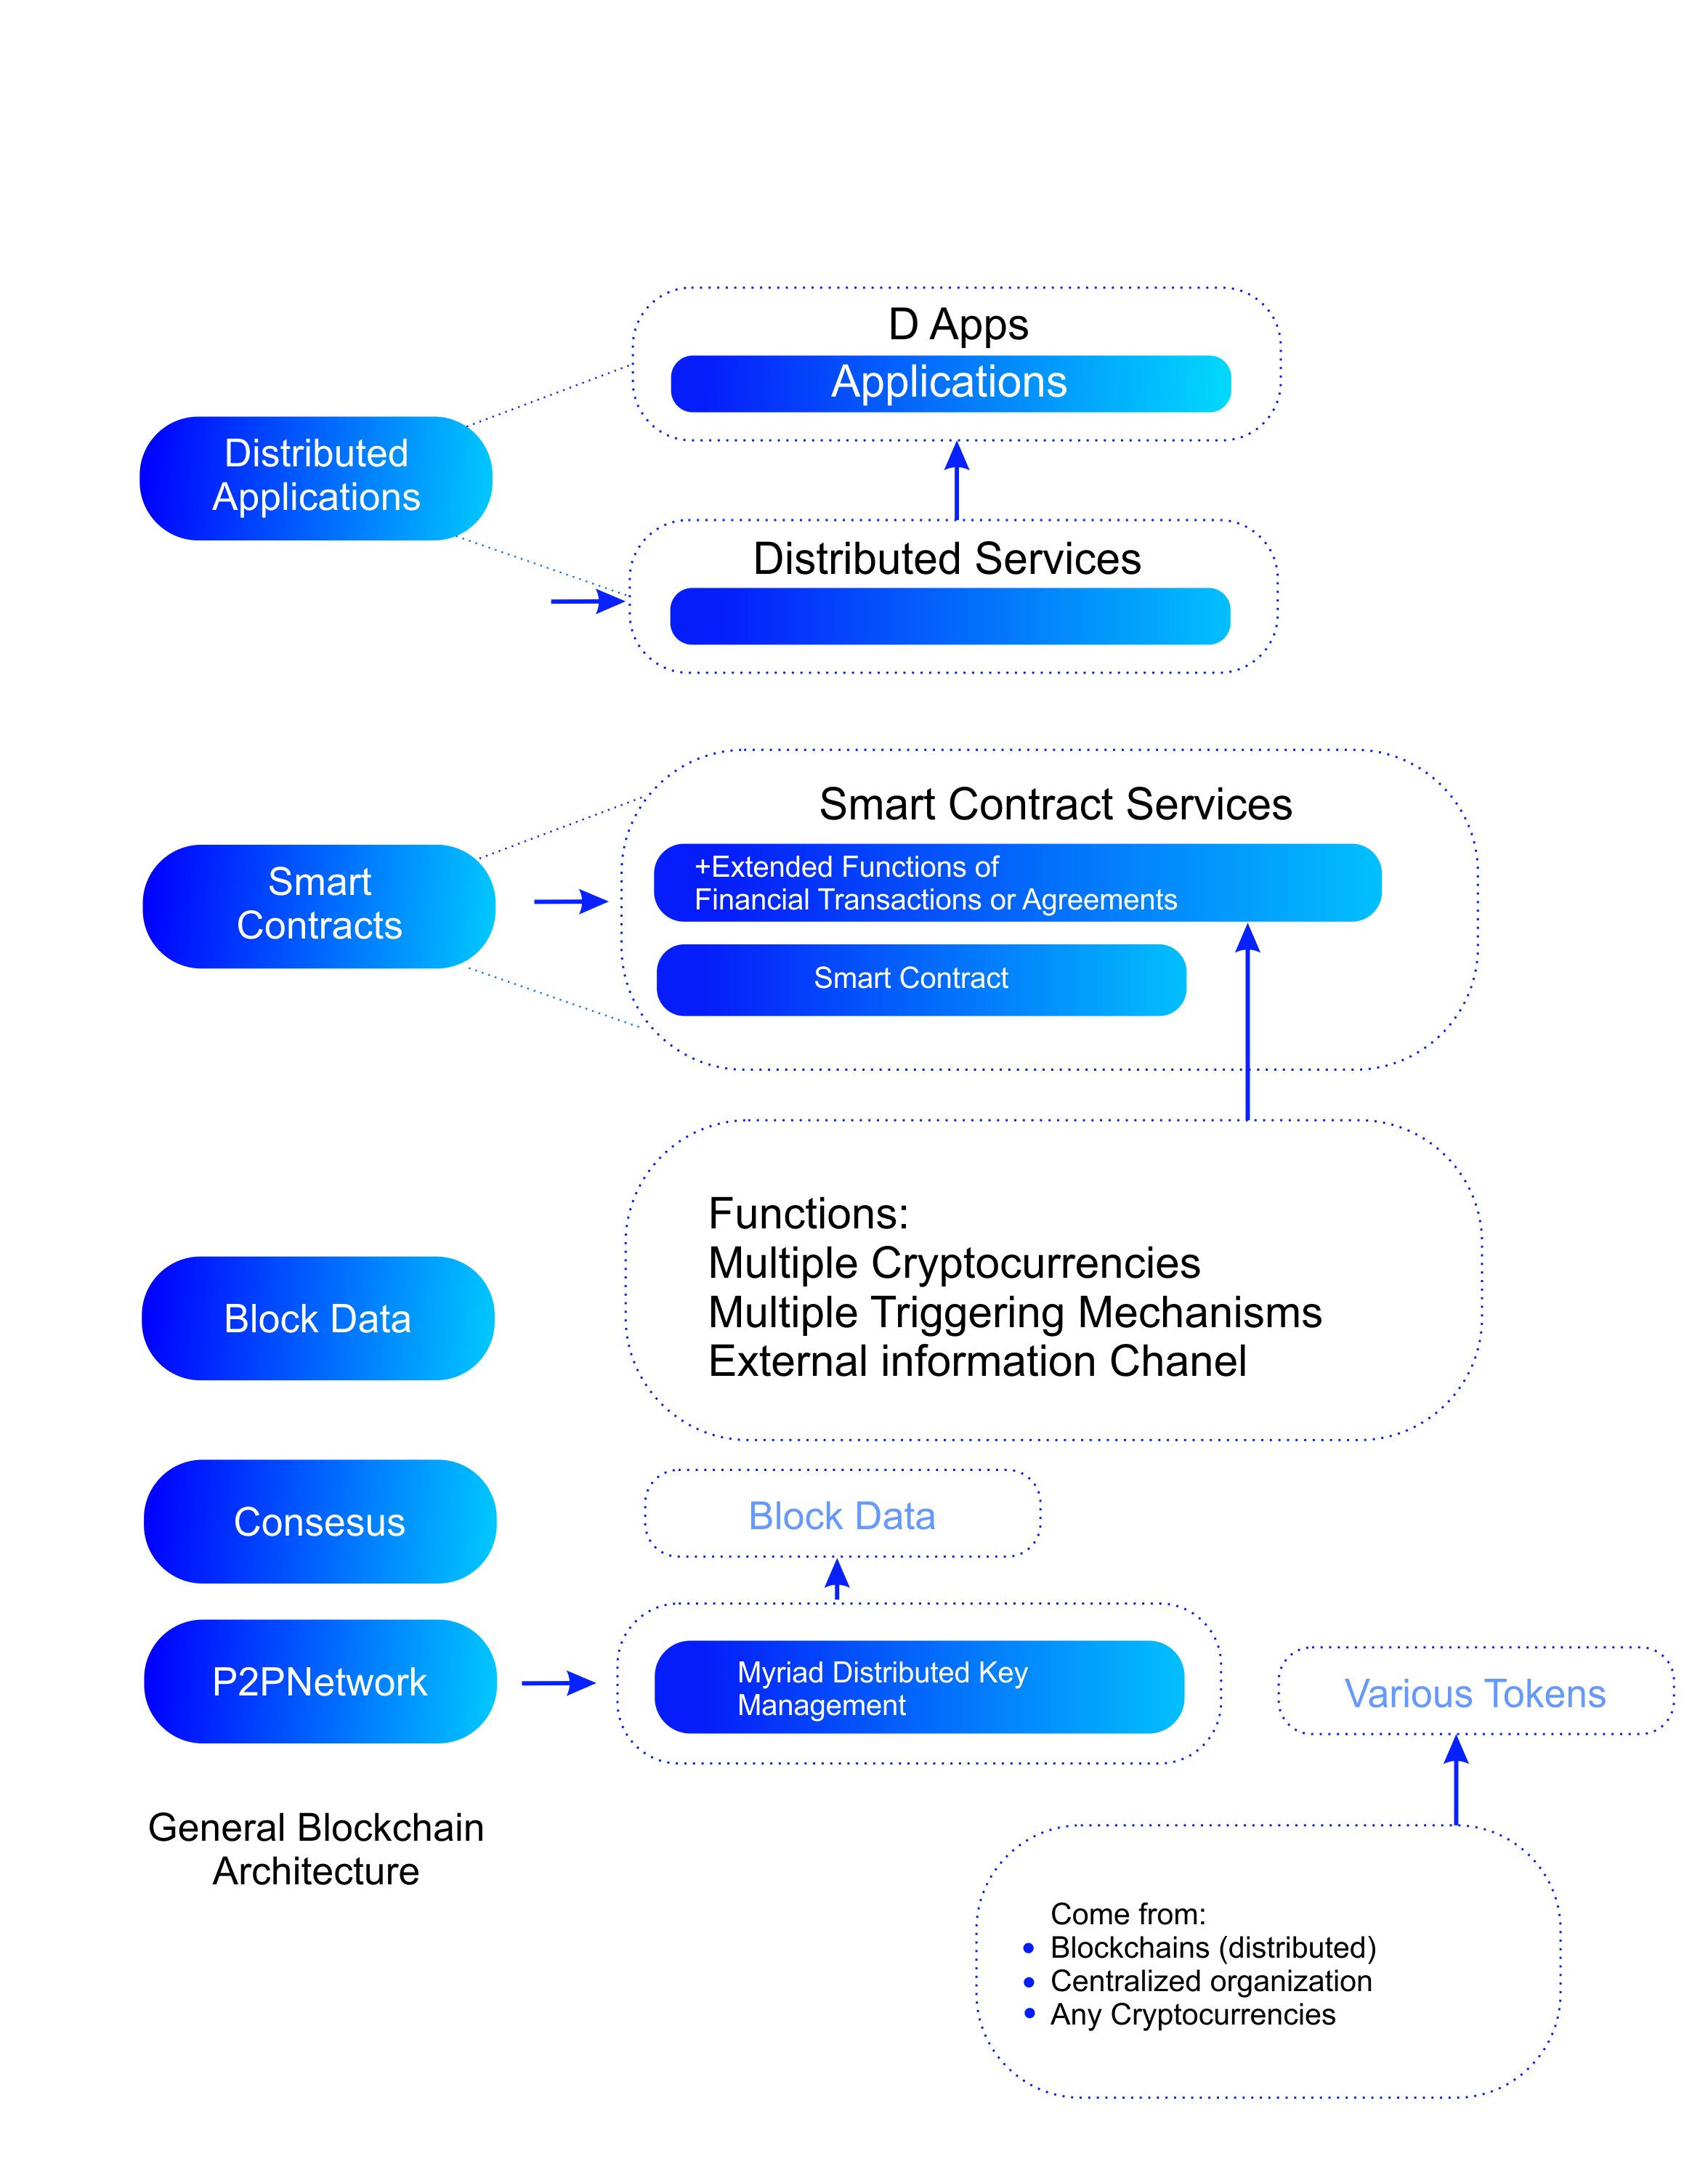 D Apps
Applications
Distributed
Applications
Distributed Services
Smart Contract Services
+Extended Functions of
Financial Transactions or Agreements
Smart
Contracts
Smart Contract
Functions:
Multiple Cryptocurrencies
Multiple Triggering Mechanisms
External information Chanel
Block Data
Consesus
Block Data
P2PNetwork
Myriad Distributed Key
Management
Various Tokens
General Blockchain
Architecture
Come from:
Blockchains (distributed)
Centralized organization
Any Cryptocurrencies